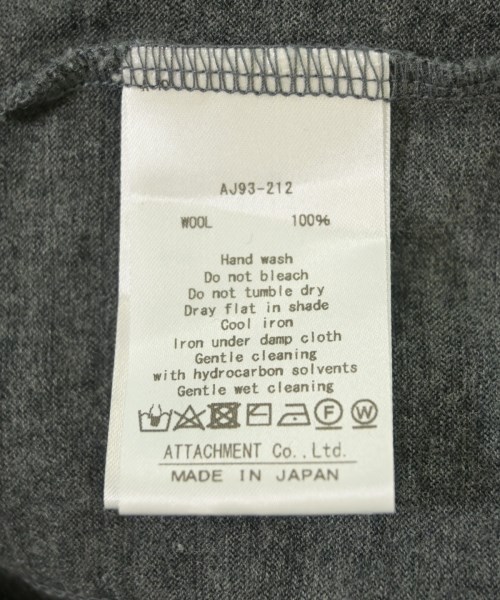 AJ93-212
WOOL 100%
Hand wash
Do not bleach
Do not tumble dry
Dray flat in shade
Cool iron
Iron under damp cloth
Gentle cleaning
with hydrocarbon solvents
Gentle wet cleaning
F W
ATTACHMENT Co.,Ltd.
MADE IN JAPAN